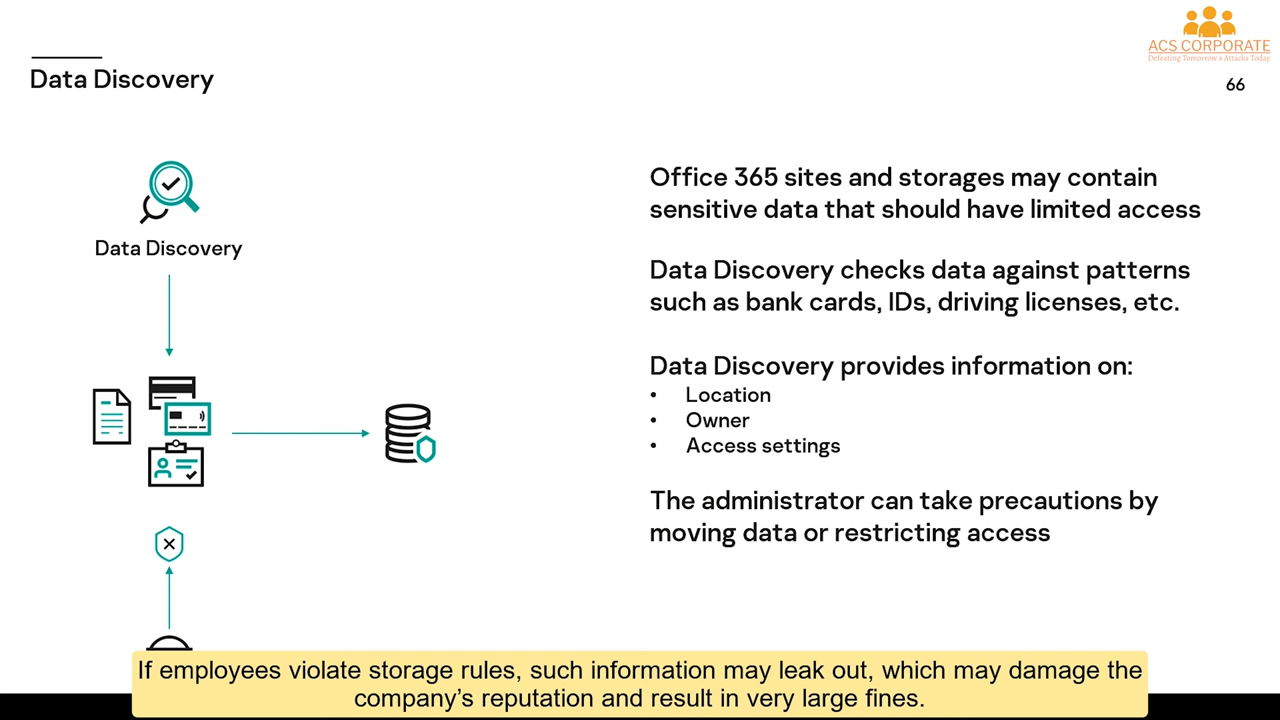 ACS CORPORATE
Defeating Tomorrow's Attacks Today
Data Discovery
66
Data Discovery
Office 365 sites and storages may contain
sensitive data that should have limited access
Data Discovery checks data against patterns
such as bank cards, IDs, driving licenses, etc.
Data Discovery provides information on:
• Location
• Owner
• Access settings
The administrator can take precautions by
moving data or restricting access
If employees violate storage rules, such information may leak out, which may damage the
company's reputation and result in very large fines.